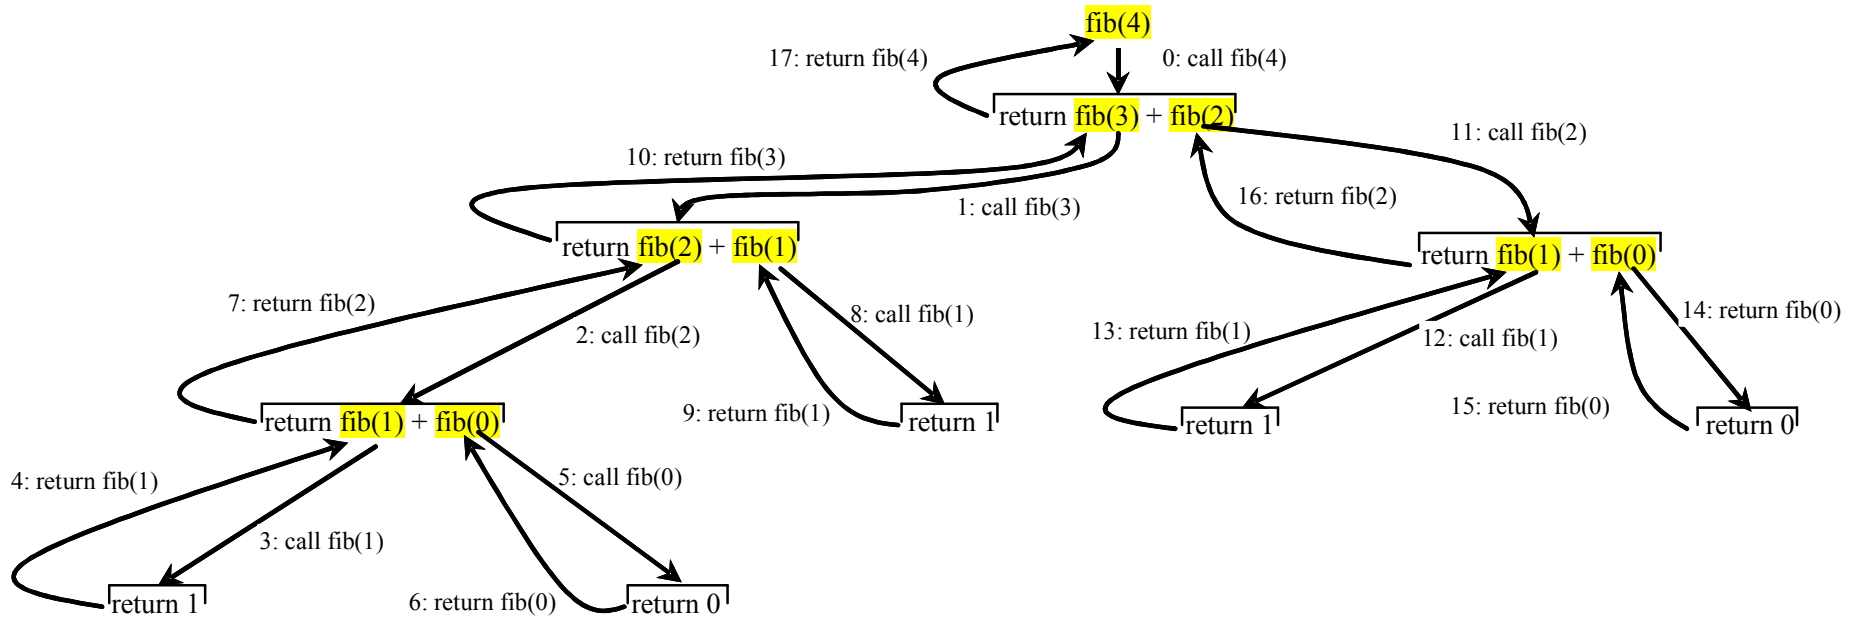 fib(4)
17: return fib(4)
0: call fib(4)
return fib(3) + fib(2)
11: call fib(2)
10: return fib(3)
1: call fib(3)
16: return fib(2)
return fib(2) + fib(1)
return fib(1) + fib(0)
7: return fib(2)
2: call fib(2)
8: call fib(1)
13: return fib(1)
12: call fib(1)
14: return fib(0)
return fib(1) + fib(0)
9: return fib(1)
return 1
return 1
15: return fib(0)
return 0
4: return fib(1)
5: call fib(0)
3: call fib(1)
return 1
6: return fib(0)
return 0